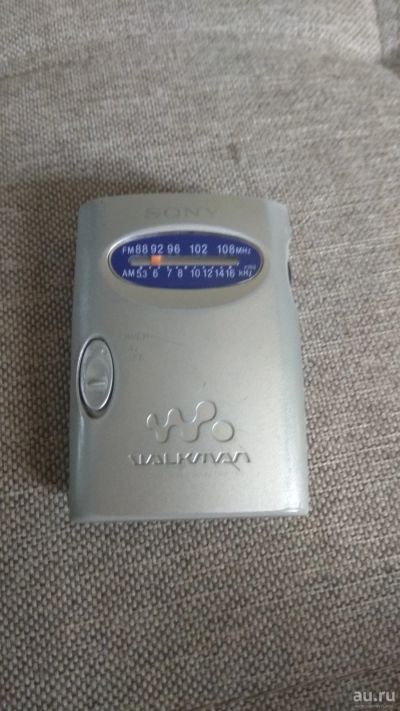 SONY
FM 88 92 96 102 108 MHz
AM 53 6 7 8 10 12 14 16 kHz
WALKMAN
au.ru